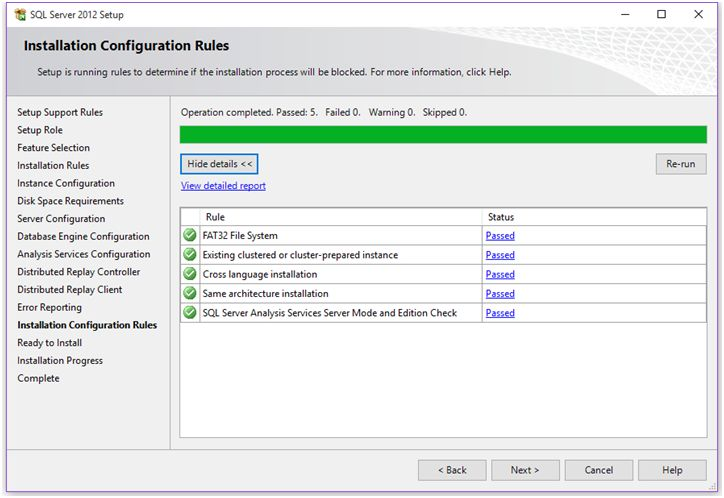 SQL Server 2012 Setup
Installation Configuration Rules
Setup is running rules to determine if the installation process will be blocked. For more information, click Help.
Setup Support Rules
Setup Role
Feature Selection
Installation Rules
Instance Configuration
Disk Space Requirements
Server Configuration
Database Engine Configuration
Analysis Services Configuration
Distributed Replay Controller
Distributed Replay Client
Error Reporting
Installation Configuration Rules
Ready to Install
Installation Progress
Complete
Operation completed. Passed: 5. Failed 0. Warning 0. Skipped 0.
Hide details <<
Re-run
View detailed report
Rule Status
FAT32 File System Passed
Existing clustered or cluster-prepared instance Passed
Cross language installation Passed
Same architecture installation Passed
SQL Server Analysis Services Server Mode and Edition Check Passed
< Back Next > Cancel Help